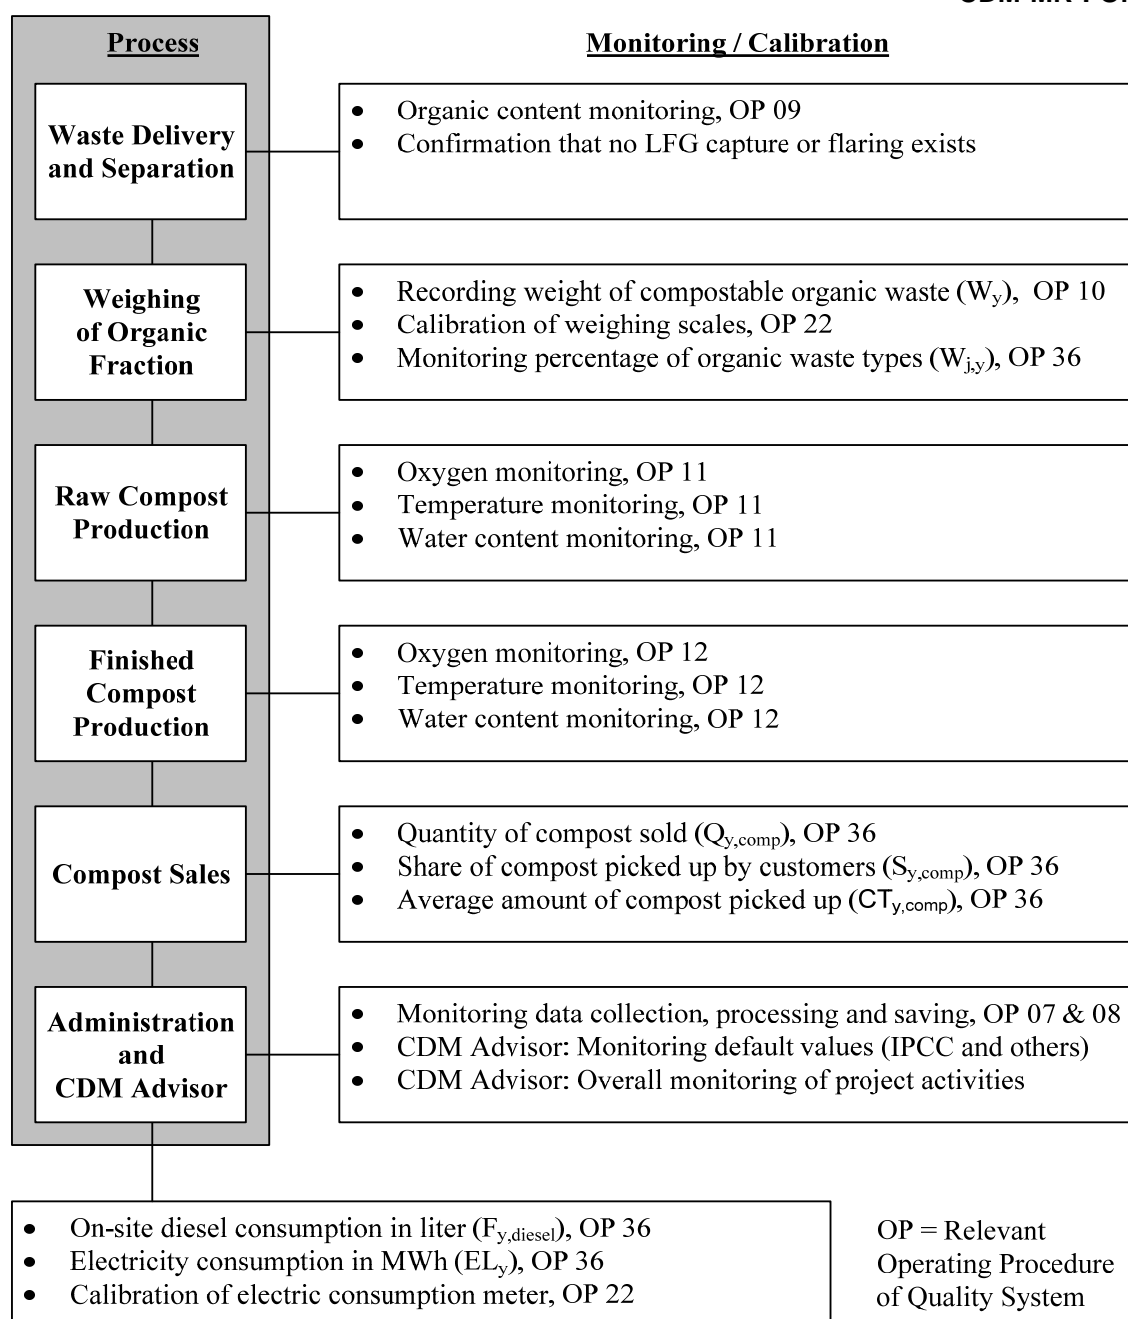 Process
Monitoring / Calibration
Waste Delivery
and Separation
• Organic content monitoring, OP 09
• Confirmation that no LFG capture or flaring exists
Weighing
of Organic
Fraction
• Recording weight of compostable organic waste (Wy), OP 10
• Calibration of weighing scales, OP 22
• Monitoring percentage of organic waste types (Wj,y), OP 36
Raw Compost
Production
• Oxygen monitoring, OP 11
• Temperature monitoring, OP 11
• Water content monitoring, OP 11
Finished
Compost
Production
• Oxygen monitoring, OP 12
• Temperature monitoring, OP 12
• Water content monitoring, OP 12
Compost Sales
• Quantity of compost sold (Qy,comp), OP 36
• Share of compost picked up by customers (Sy,comp), OP 36
• Average amount of compost picked up (CTy,comp), OP 36
Administration
and
CDM Advisor
• Monitoring data collection, processing and saving, OP 07 & 08
• CDM Advisor: Monitoring default values (IPCC and others)
• CDM Advisor: Overall monitoring of project activities
• On-site diesel consumption in liter (Fy,diesel), OP 36
• Electricity consumption in MWh (ELy), OP 36
• Calibration of electric consumption meter, OP 22
OP = Relevant
Operating Procedure
of Quality System